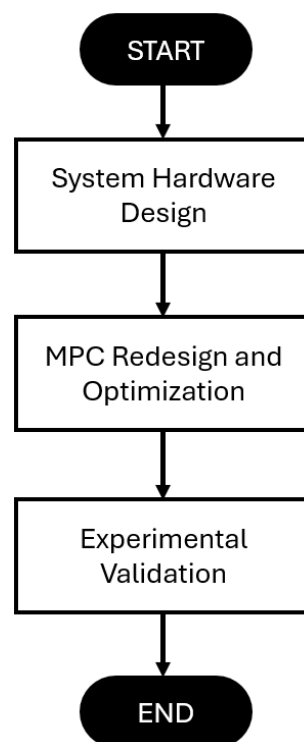 START
System Hardware
Design
MPC Redesign and
Optimization
Experimental
Validation
END